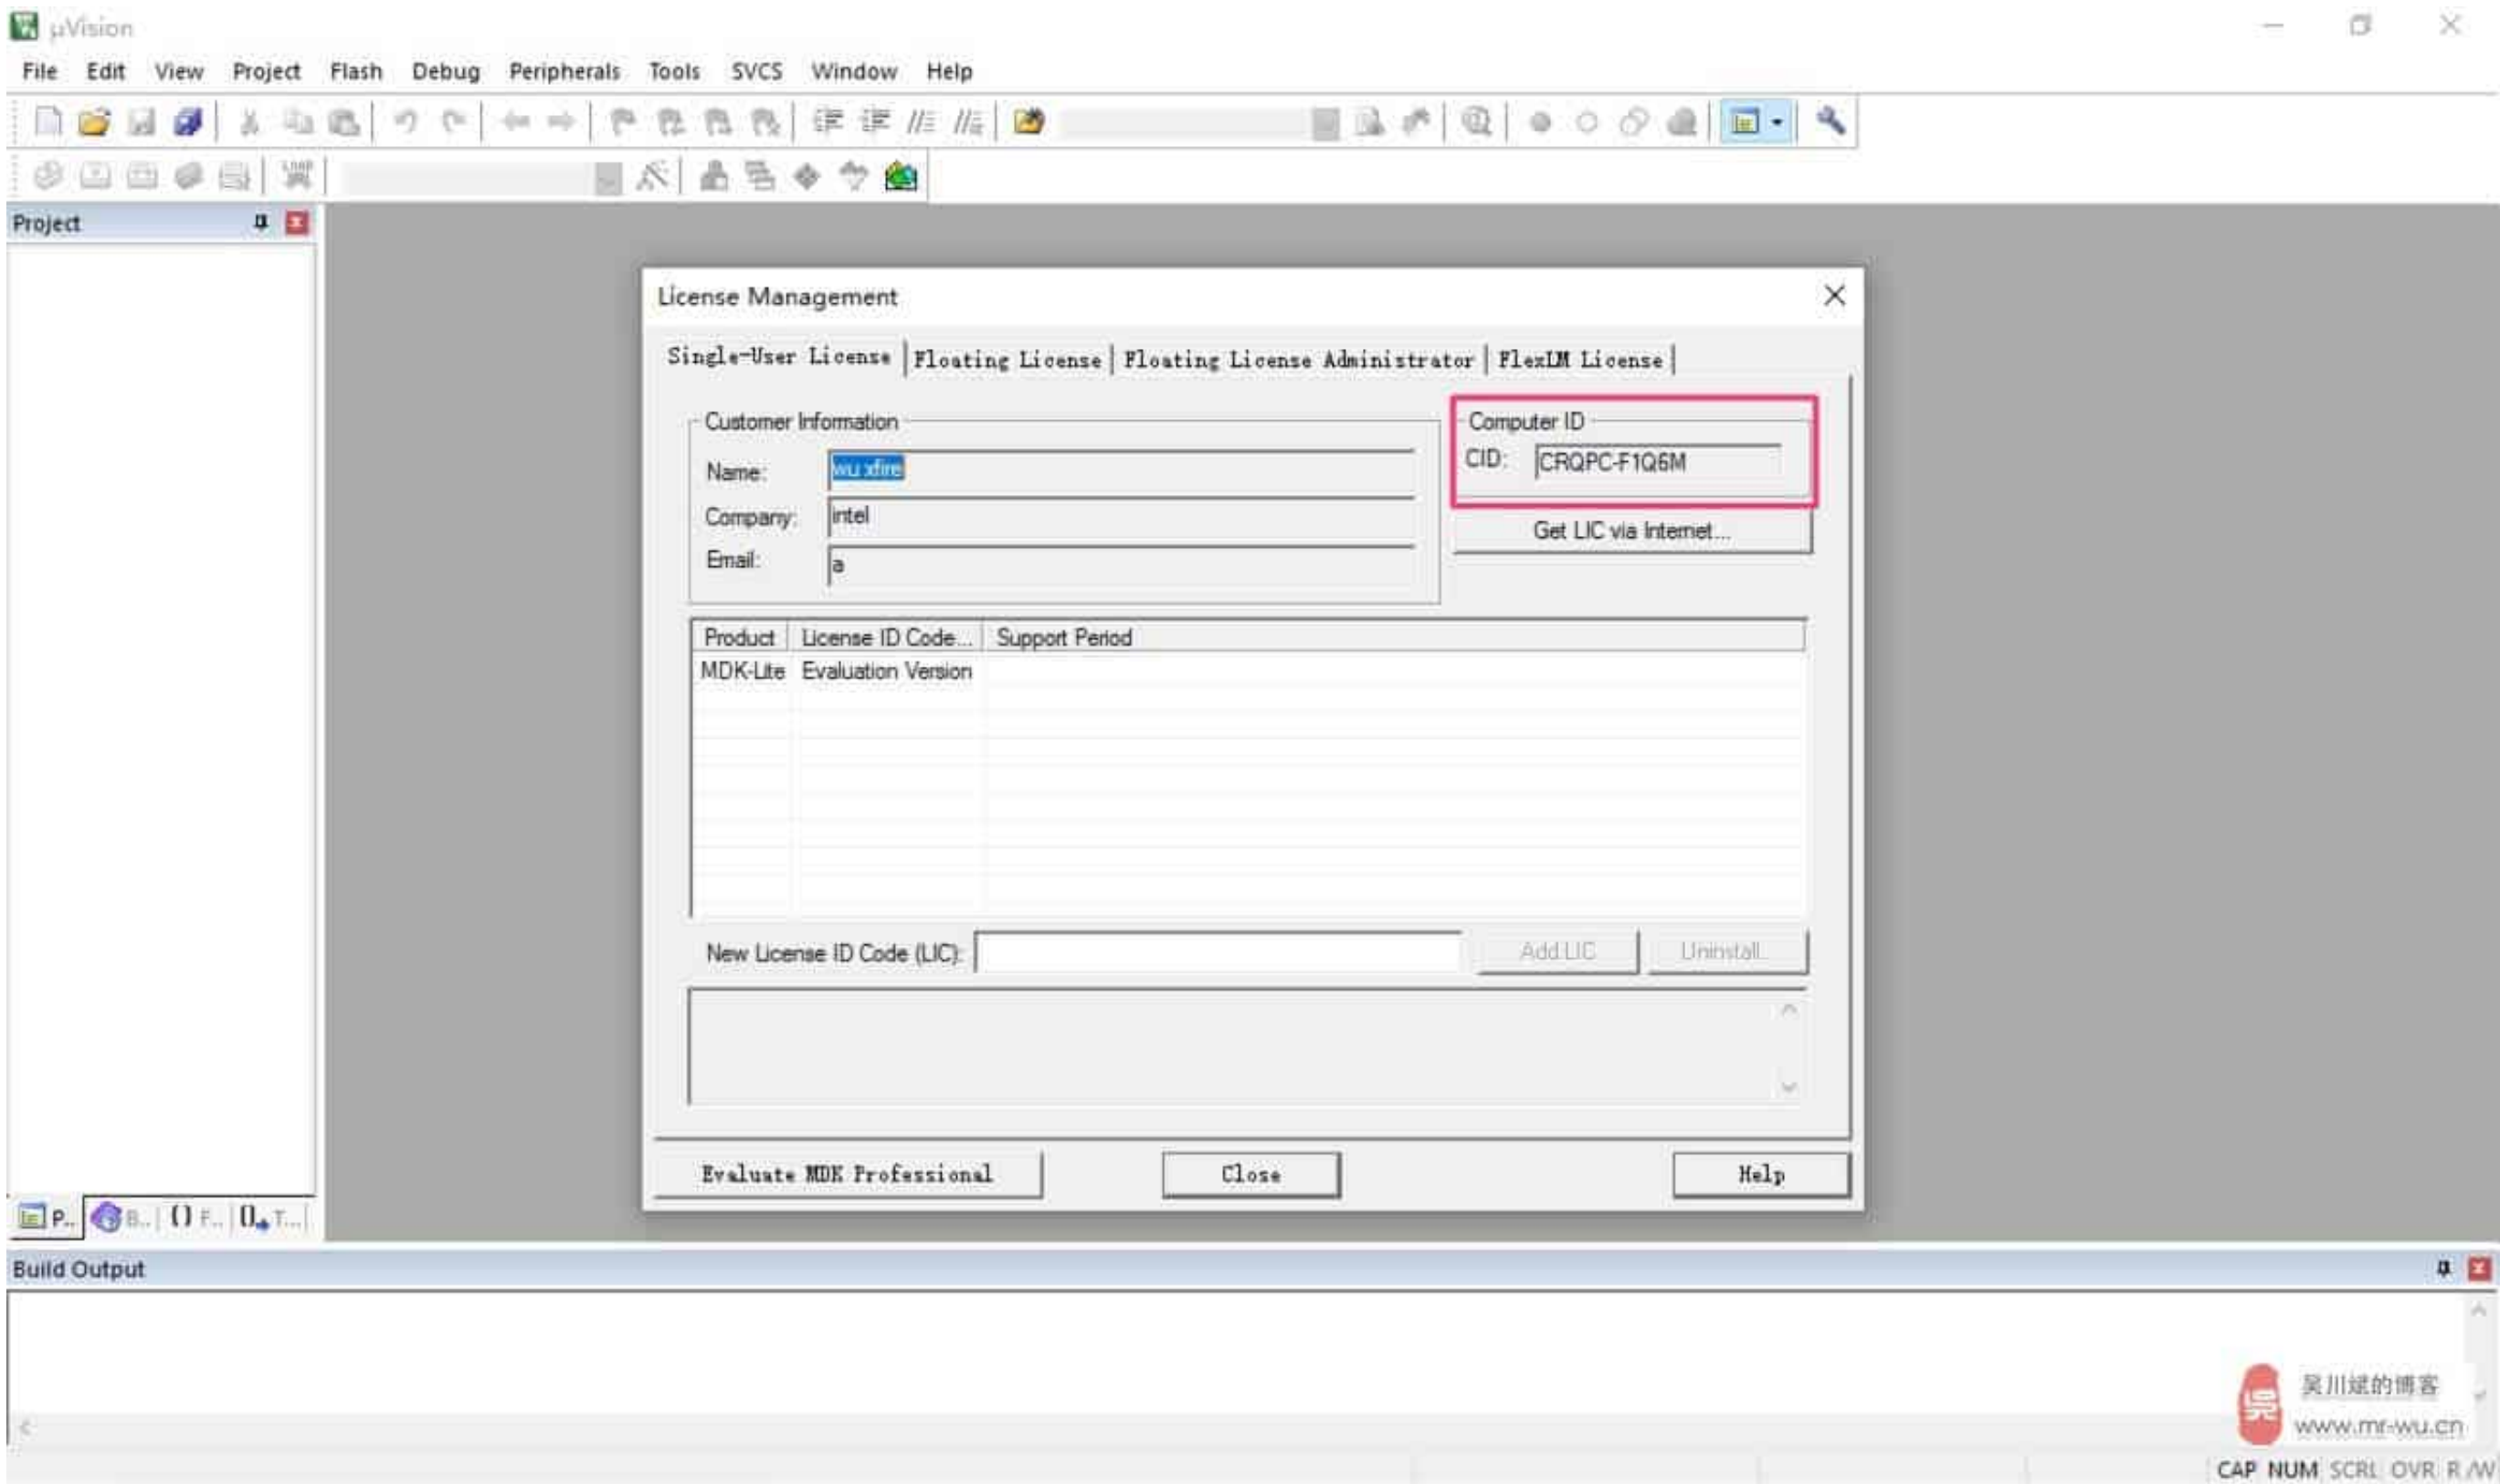 µVision
File Edit View Project Flash Debug Peripherals Tools SVCS Window Help
LOAD
Project
License Management
Single-User License Floating License Floating License Administrator FlexLM License
Customer Information
Name: wu xfire
Company: intel
Email: a
Computer ID
CID: CRQPC-F1Q6M
Get LIC via Internet...
Product License ID Code... Support Period
MDK-Lite Evaluation Version
New License ID Code (LIC): Add LIC Uninstall...
Evaluate MDK Professional Close Help
P... B... {} F... 0. T...
Build Output
吴川斌的博客
www.mr-wu.cn
CAP NUM SCRL OVR R/W